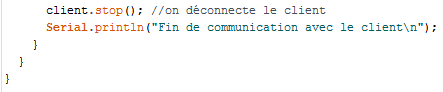 client.stop(); //on déconnecte le client
Serial.println("Fin de communication avec le client\n");
}
}
}